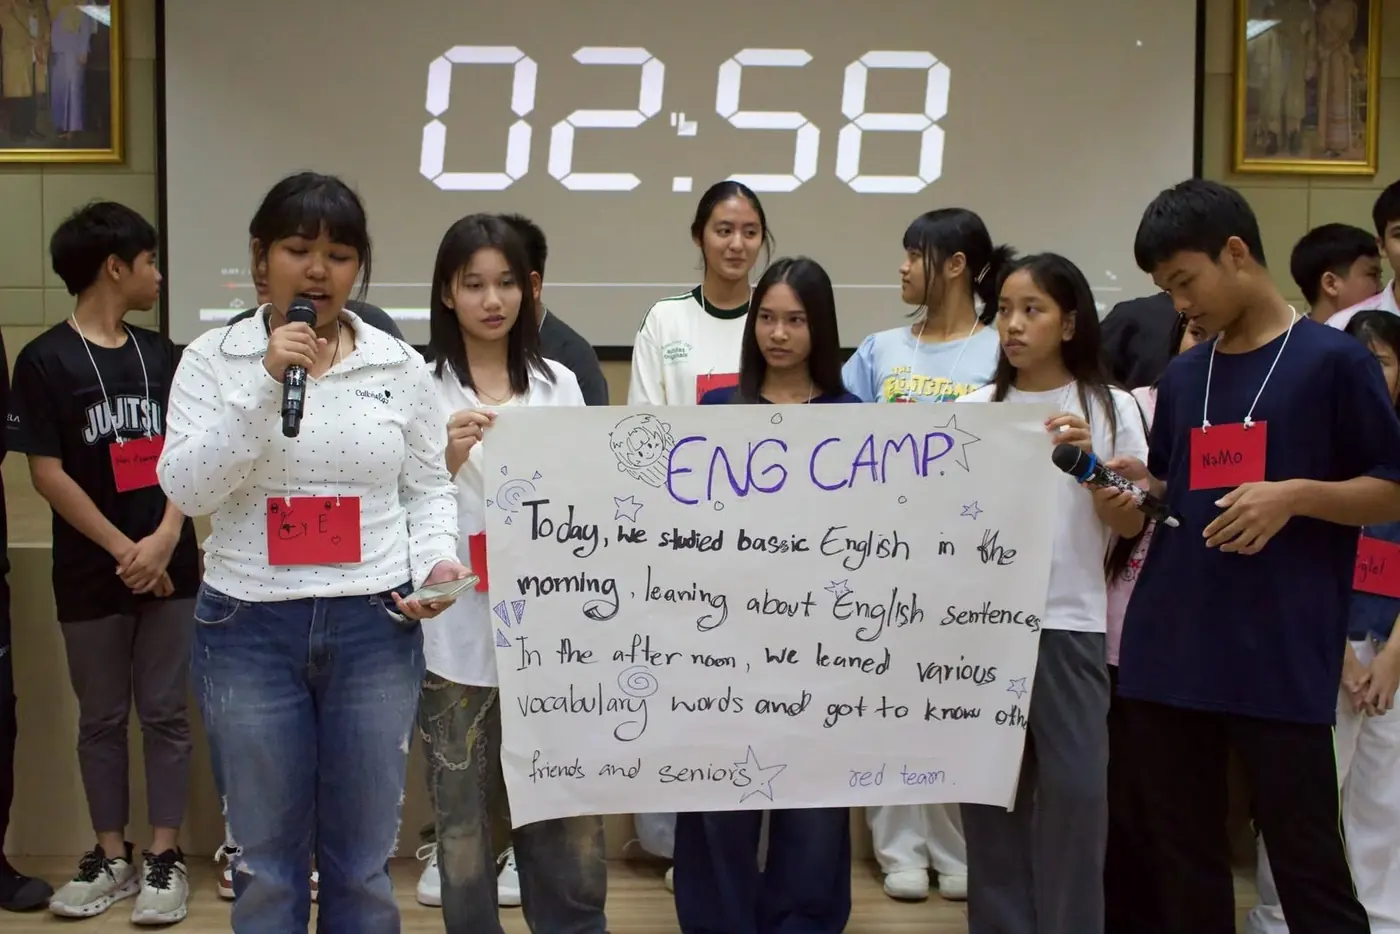 02:58
JUJITSU
ENG CAMP.
Today, we studied bassic English in the
morning, leaning about English sentences
In the after noon, we leaned various
vocabulary words and got to know oth
friends and seniors.
red team.
NaMO
THE